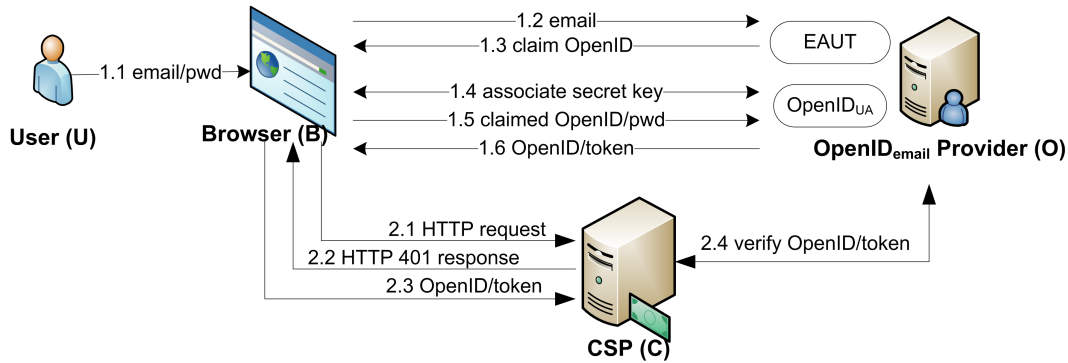 1.2 email
1.3 claim OpenID
EAUT
1.1 email/pwd
1.4 associate secret key
OpenIDUA
1.5 claimed OpenID/pwd
User (U)
Browser (B)
1.6 OpenID/token
OpenIDemail Provider (O)
2.1 HTTP request
2.4 verify OpenID/token
2.2 HTTP 401 response
2.3 OpenID/token
CSP (C)